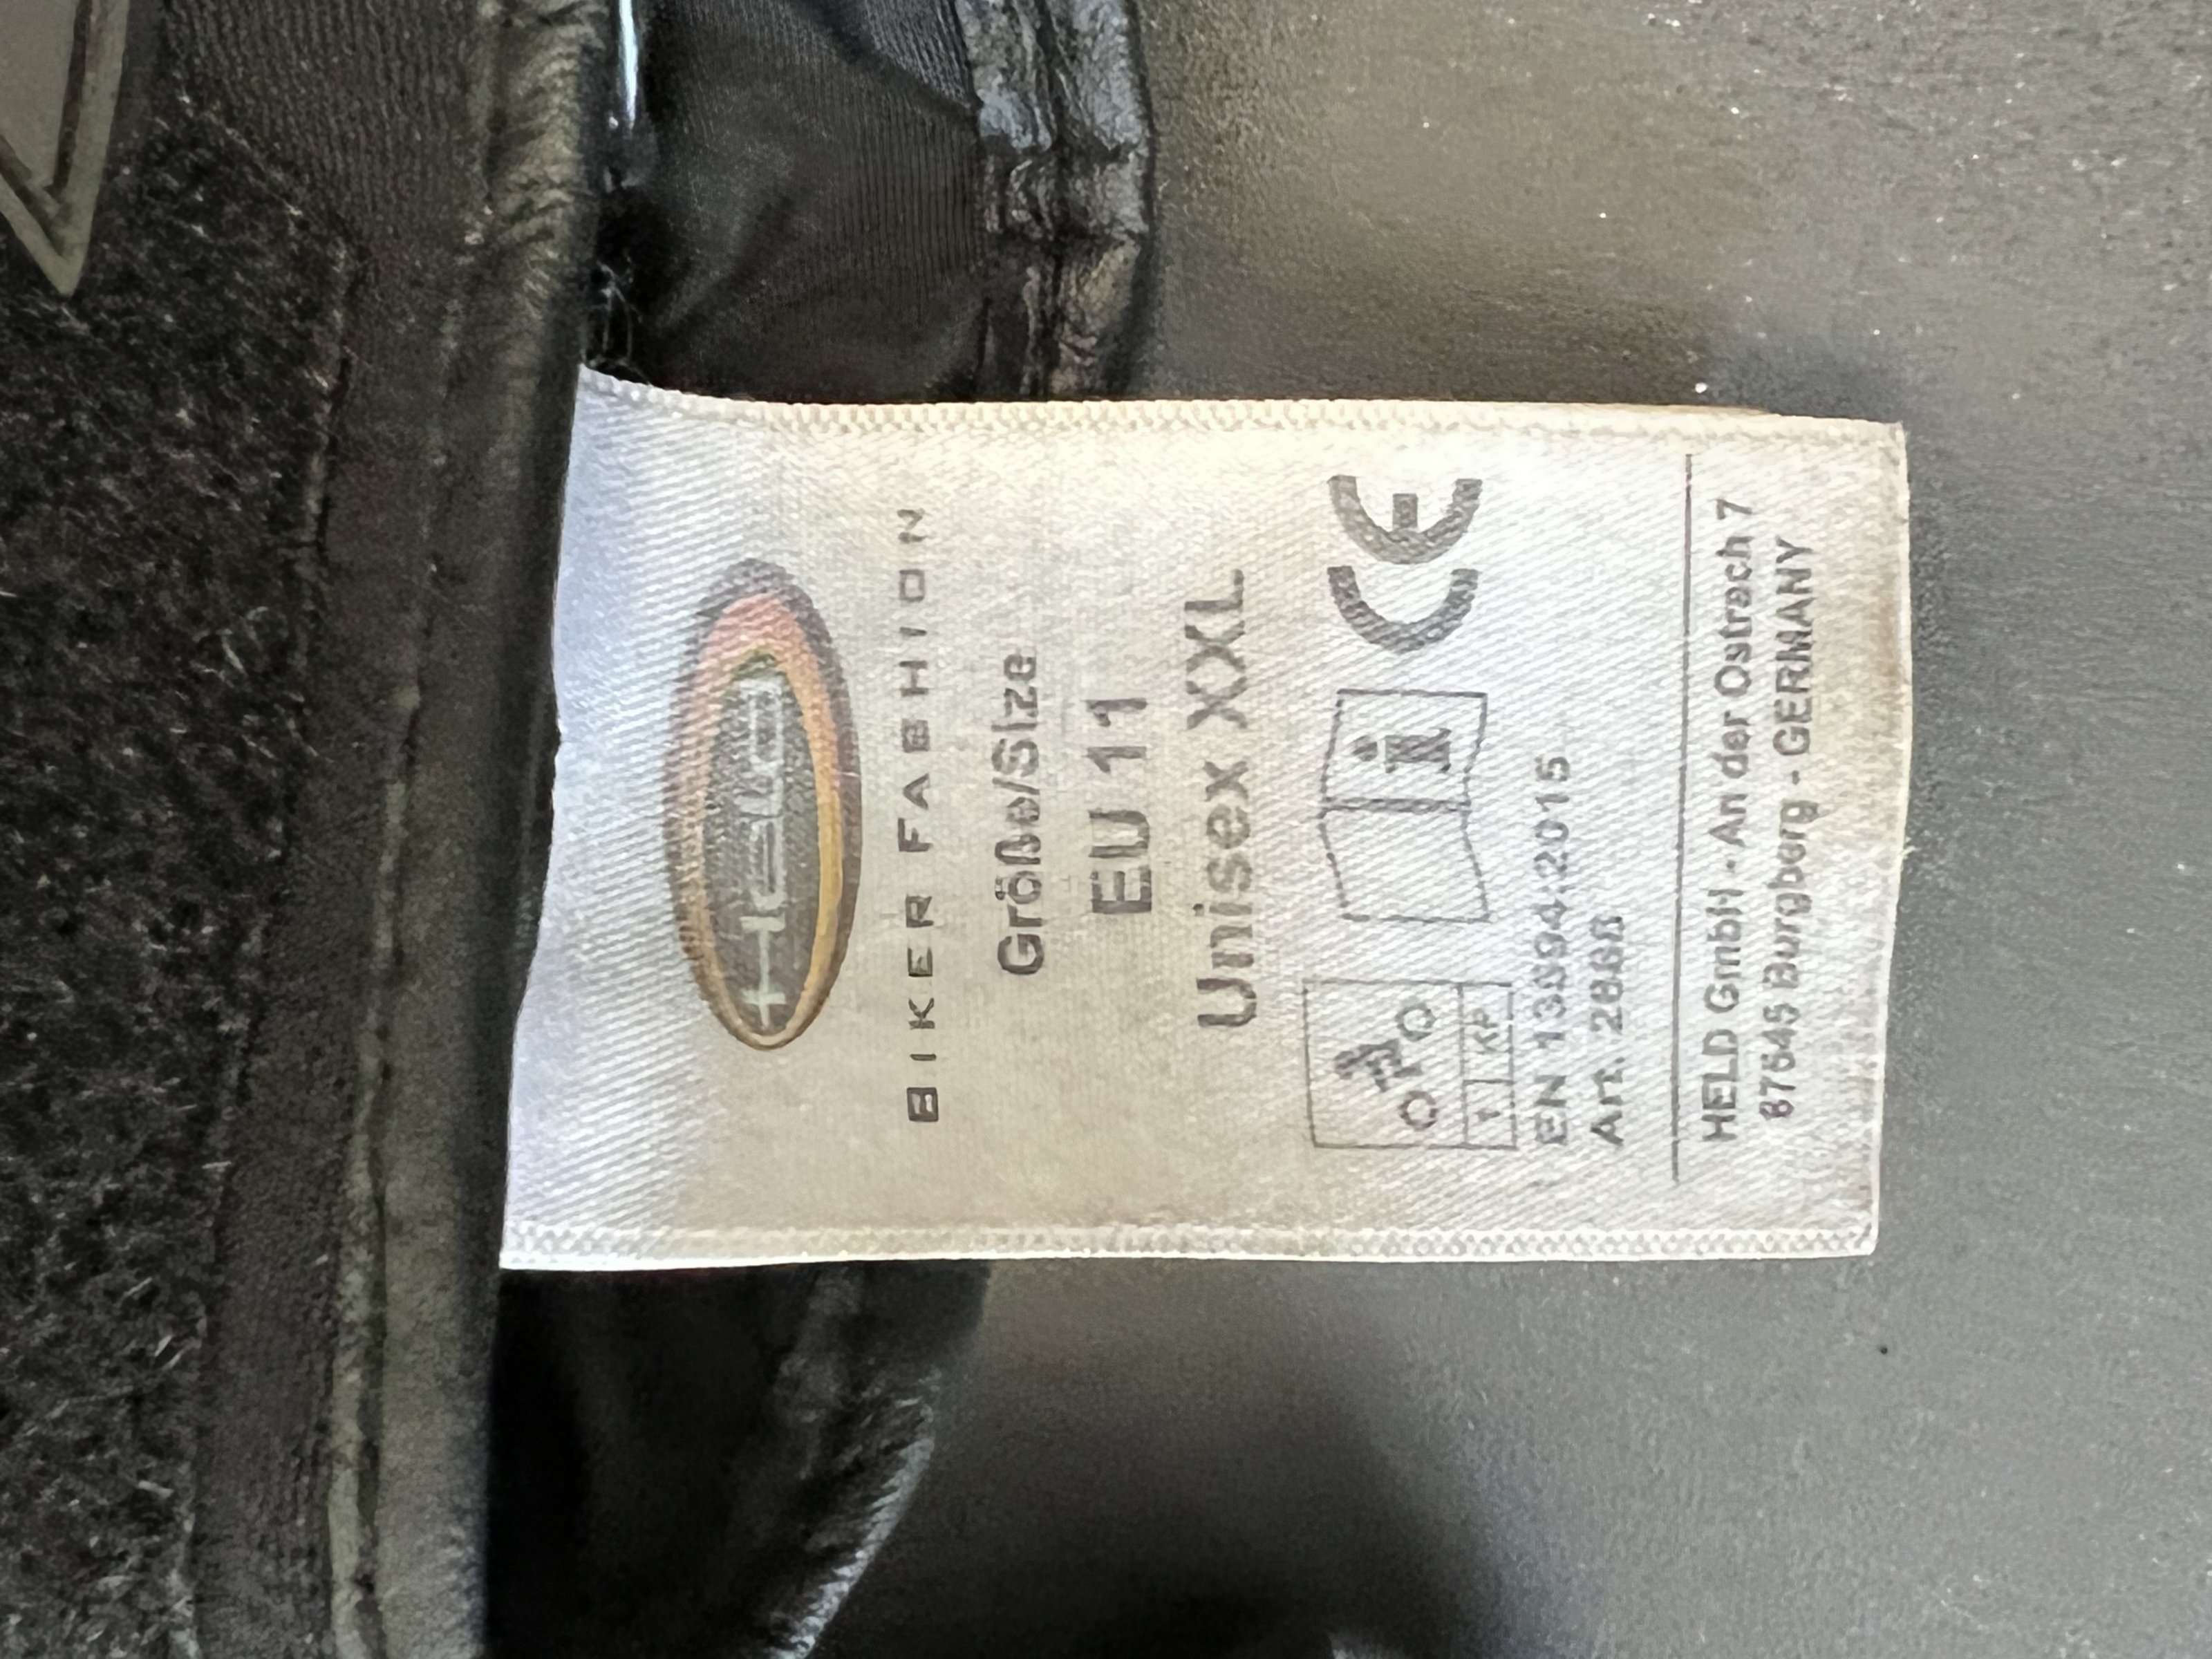 Held
BIKER FASHION
Größe/Size
EU 11
Unisex XXL
1 KP
i
CE
EN 13594:2015
Art.
HELD GmbH - An der Ostrach 7
87545 Burgberg - GERMANY